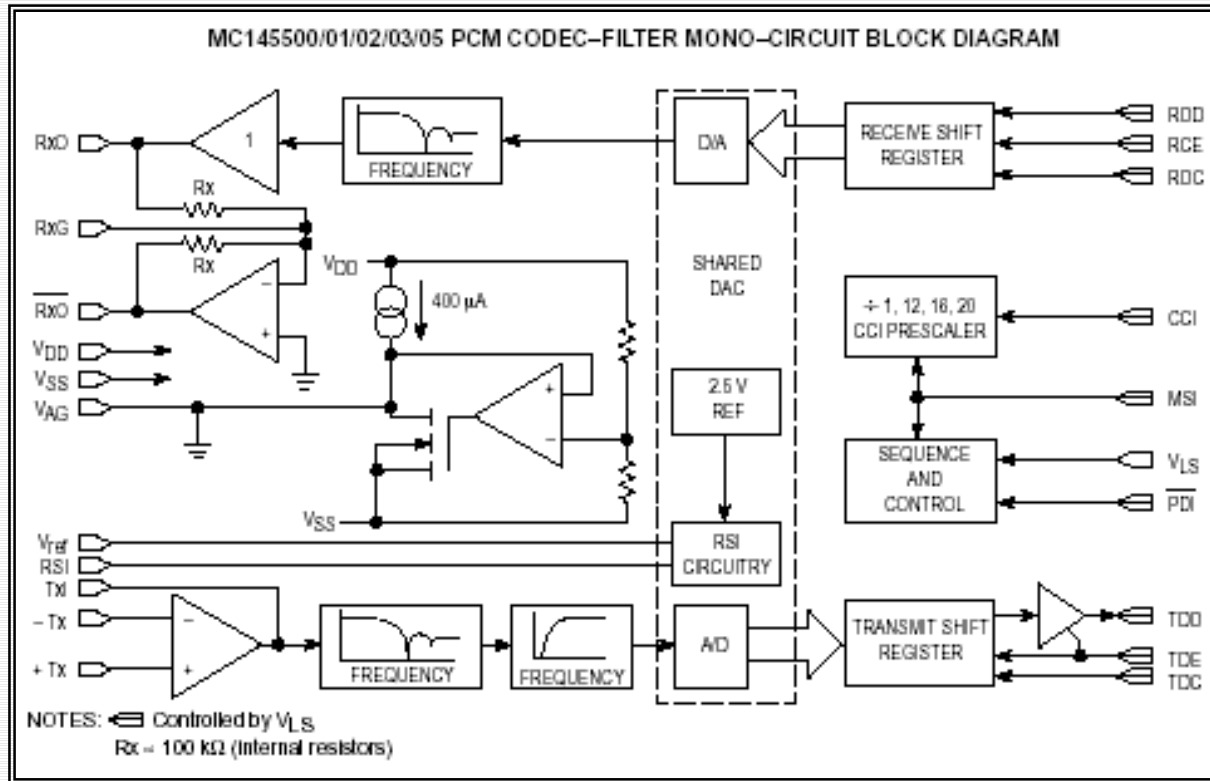 MC145500/01/02/03/05 PCM CODEC–FILTER MONO–CIRCUIT BLOCK DIAGRAM
RxO
1
FREQUENCY
D/A
RECEIVE SHIFT
REGISTER
RDD
RCE
RDC
Rx
RxG
Rx
RxO
VDD
400 μA
SHARED
DAC
÷ 1, 12, 16, 20
CCI PRESCALER
CCI
VDD
VSS
VAG
+
–
+
–
2.5 V
REF
MSI
SEQUENCE
AND
CONTROL
VLS
PDI
VSS
Vref
RSI
RSI
CIRCUITRY
TxI
– Tx
+ Tx
–
+
FREQUENCY
FREQUENCY
A/D
TRANSMIT SHIFT
REGISTER
TDD
TDE
TDC
NOTES: Controlled by VLS
Rx – 100 kΩ (internal resistors)